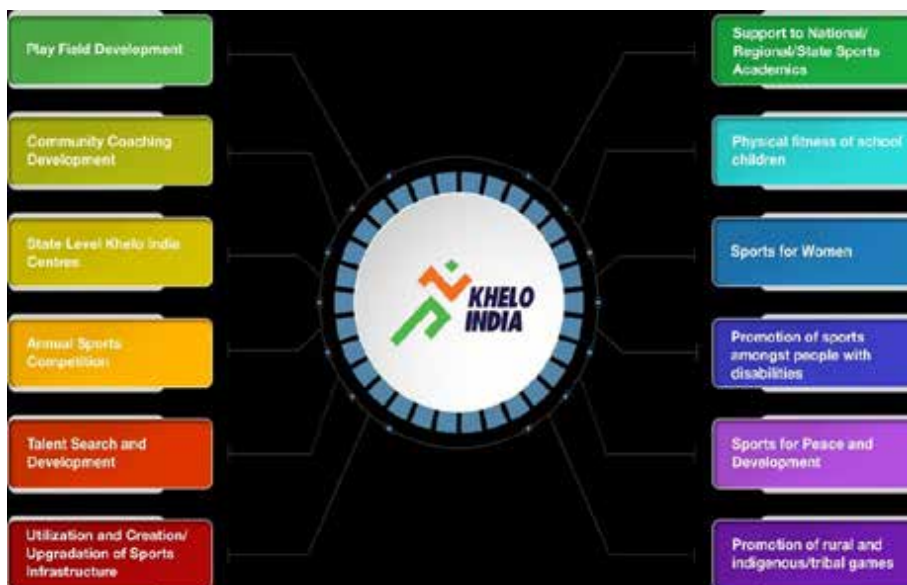 Play Field Development
Community Coaching
Development
State Level Khelo India
Centres
Annual Sports
Competition
Talent Search and
Development
Utilization and Creation/
Upgradation of Sports
Infrastructure
KHELO
INDIA
Support to National/
Regional/State Sports
Academics
Physical fitness of school
children
Sports for Women
Promotion of sports
amongst people with
disabilities
Sports for Peace and
Development
Promotion of rural and
indigenous/tribal games